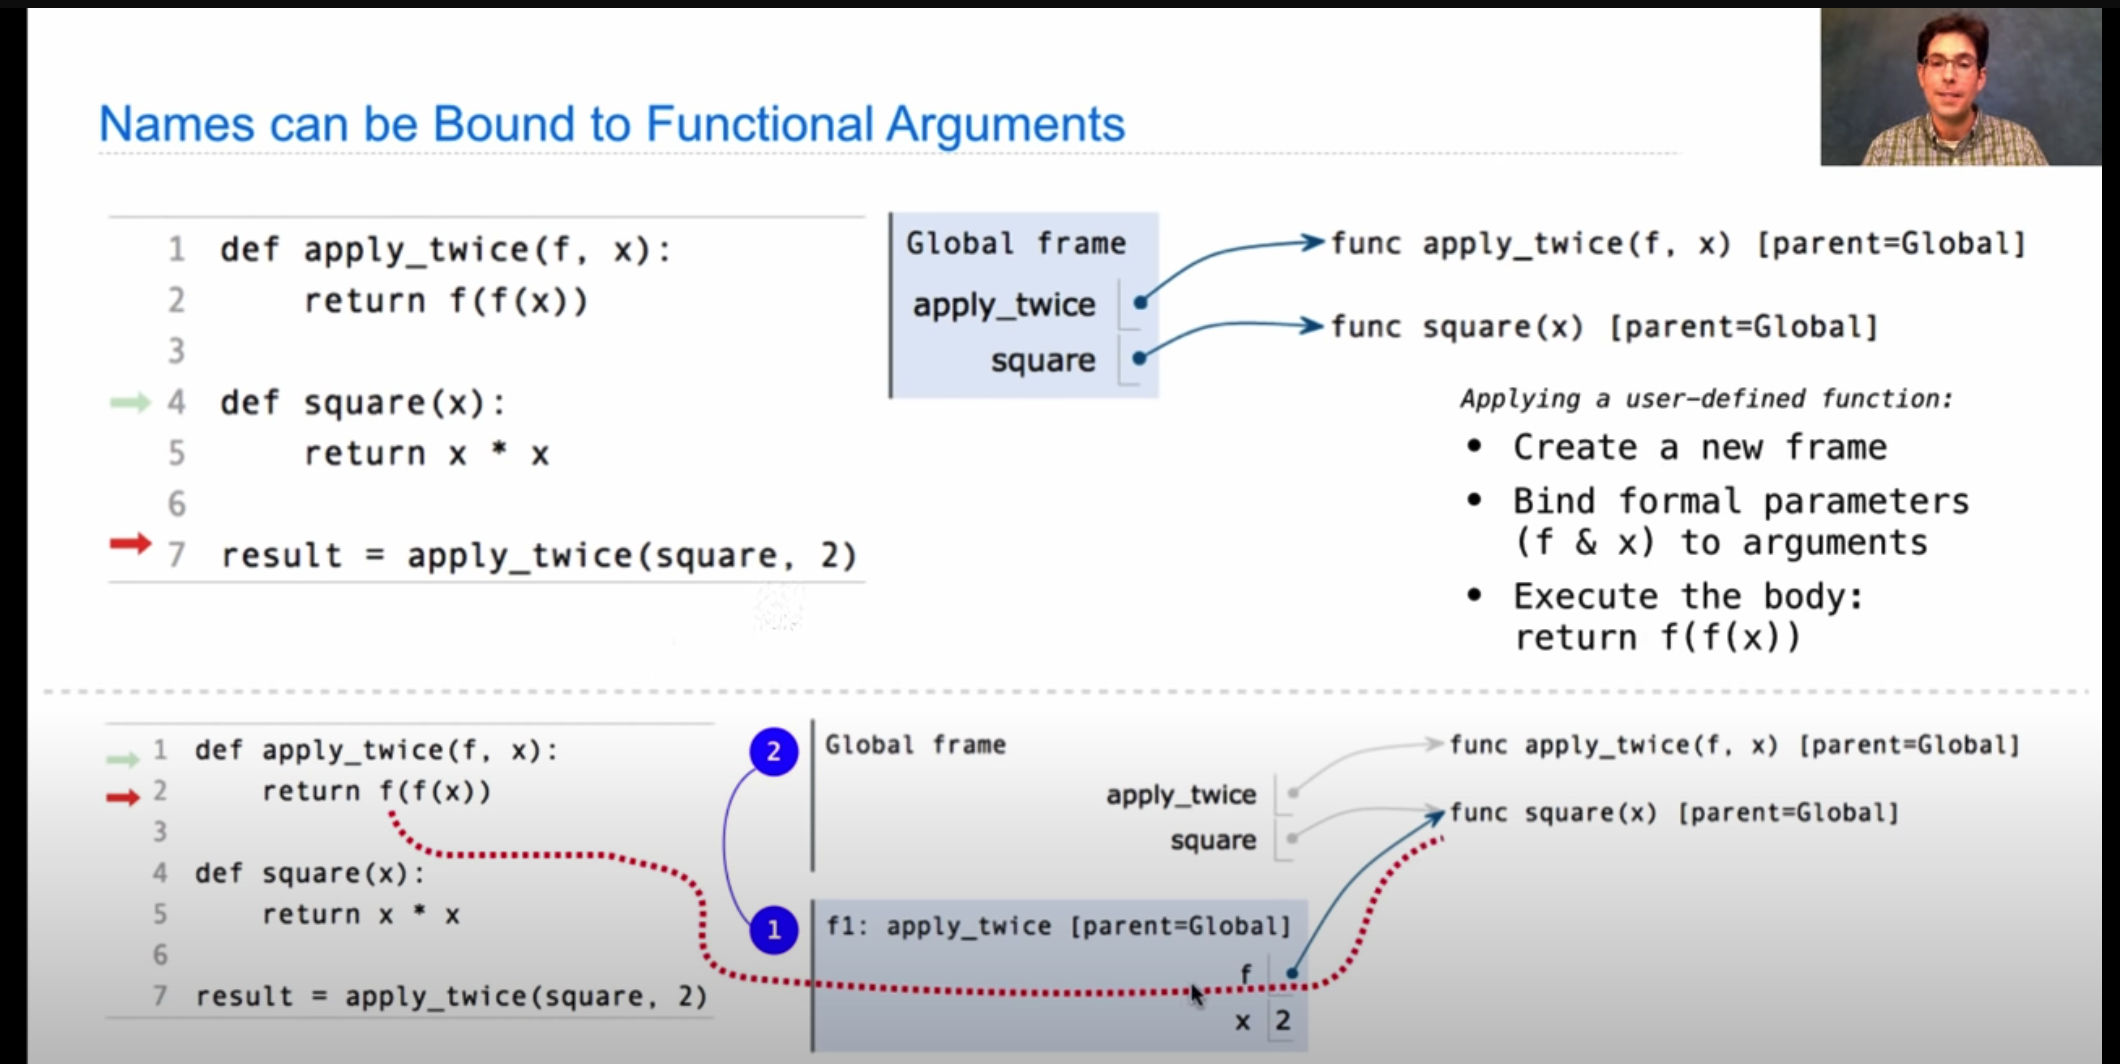 Names can be Bound to Functional Arguments
1 def apply_twice(f, x):
2 return f(f(x))
3
4 def square(x):
5 return x * x
6
7 result = apply_twice(square, 2)
Global frame
apply_twice
square
func apply_twice(f, x) [parent=Global]
func square(x) [parent=Global]
Applying a user-defined function:
• Create a new frame
• Bind formal parameters
(f & x) to arguments
• Execute the body:
return f(f(x))
1 def apply_twice(f, x):
2 return f(f(x))
3
4 def square(x):
5 return x * x
6
7 result = apply_twice(square, 2)
2
Global frame
apply_twice
square
func apply_twice(f, x) [parent=Global]
func square(x) [parent=Global]
1
f1: apply_twice [parent=Global]
f
x 2